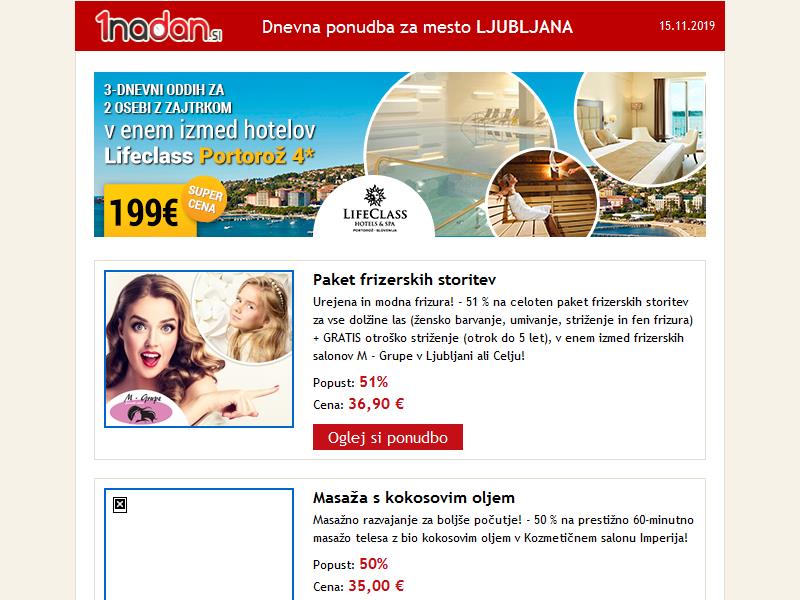 1nadan.SI
Dnevna ponudba za mesto LJUBLJANA
15.11.2019
3-DNEVNI ODDIH ZA
2 OSEBI Z ZAJTRKOM
v enem izmed hotelov
Lifeclass Portorož 4*
199€
SUPER
CENA
LIFECLASS
HOTELS & SPA
PORTOROŽ - SLOVENIJA
Paket frizerskih storitev
Urejena in modna frizura! - 51 % na celoten paket frizerskih storitev
za vse dolžine las (žensko barvanje, umivanje, striženje in fen frizura)
+ GRATIS otroško striženje (otrok do 5 let), v enem izmed frizerskih
salonov M - Grupe v Ljubljani ali Celju!
M - Grupe
Popust: 51%
Cena: 36,90 €
Oglej si ponudbo
Masaža s kokosovim oljem
Masažno razvajanje za boljše počutje! - 50 % na prestižno 60-minutno
masažo telesa z bio kokosovim oljem v Kozmetičnem salonu Imperija!
Popust: 50%
Cena: 35,00 €